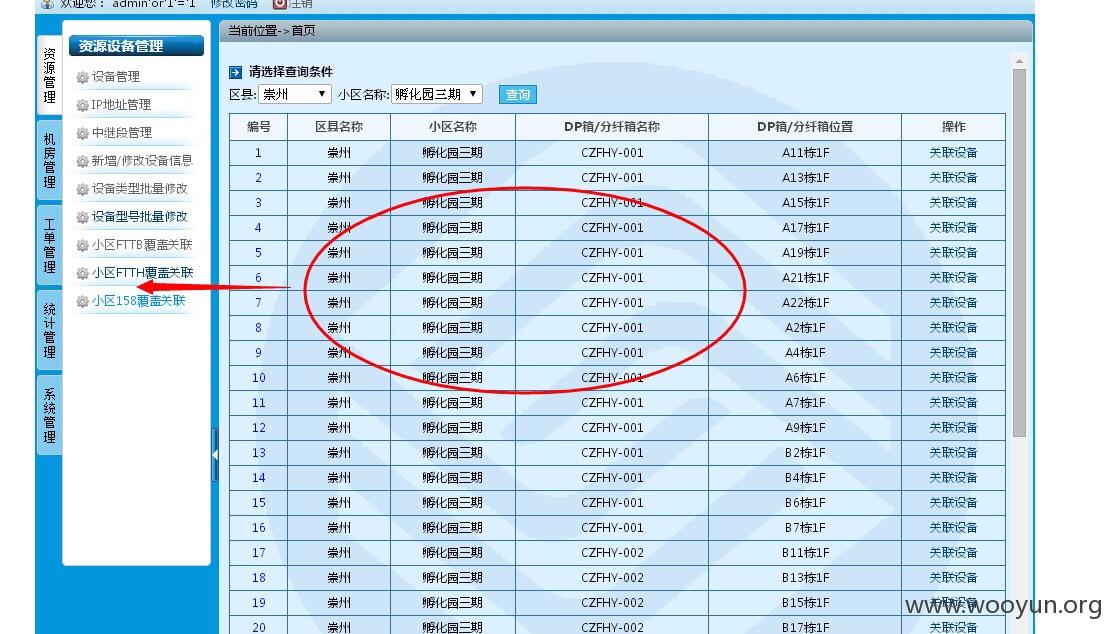 欢迎您： admin'or'1'='1 修改密码 注销
资源管理
机房管理
工单管理
统计管理
系统管理
资源设备管理
设备管理
IP地址管理
中继段管理
新增/修改设备信息
设备类型批量修改
设备型号批量修改
小区FTTB覆盖关联
小区FTTH覆盖关联
小区158覆盖关联
当前位置->首页
请选择查询条件
区县: 崇州 小区名称: 孵化园三期 查询
编号 区县名称 小区名称 DP箱/分纤箱名称 DP箱/分纤箱位置 操作
1 崇州 孵化园三期 CZFHY-001 A11栋1F 关联设备
2 崇州 孵化园三期 CZFHY-001 A13栋1F 关联设备
3 崇州 孵化园三期 CZFHY-001 A15栋1F 关联设备
4 崇州 孵化园三期 CZFHY-001 A17栋1F 关联设备
5 崇州 孵化园三期 CZFHY-001 A19栋1F 关联设备
6 崇州 孵化园三期 CZFHY-001 A21栋1F 关联设备
7 崇州 孵化园三期 CZFHY-001 A22栋1F 关联设备
8 崇州 孵化园三期 CZFHY-001 A2栋1F 关联设备
9 崇州 孵化园三期 CZFHY-001 A4栋1F 关联设备
10 崇州 孵化园三期 CZFHY-001 A6栋1F 关联设备
11 崇州 孵化园三期 CZFHY-001 A7栋1F 关联设备
12 崇州 孵化园三期 CZFHY-001 A9栋1F 关联设备
13 崇州 孵化园三期 CZFHY-001 B2栋1F 关联设备
14 崇州 孵化园三期 CZFHY-001 B4栋1F 关联设备
15 崇州 孵化园三期 CZFHY-001 B6栋1F 关联设备
16 崇州 孵化园三期 CZFHY-001 B7栋1F 关联设备
17 崇州 孵化园三期 CZFHY-002 B11栋1F 关联设备
18 崇州 孵化园三期 CZFHY-002 B13栋1F 关联设备
19 崇州 孵化园三期 CZFHY-002 B15栋1F 关联设备
20 崇州 孵化园三期 CZFHY-002 B17栋1F 关联设备
www.wooyun.org